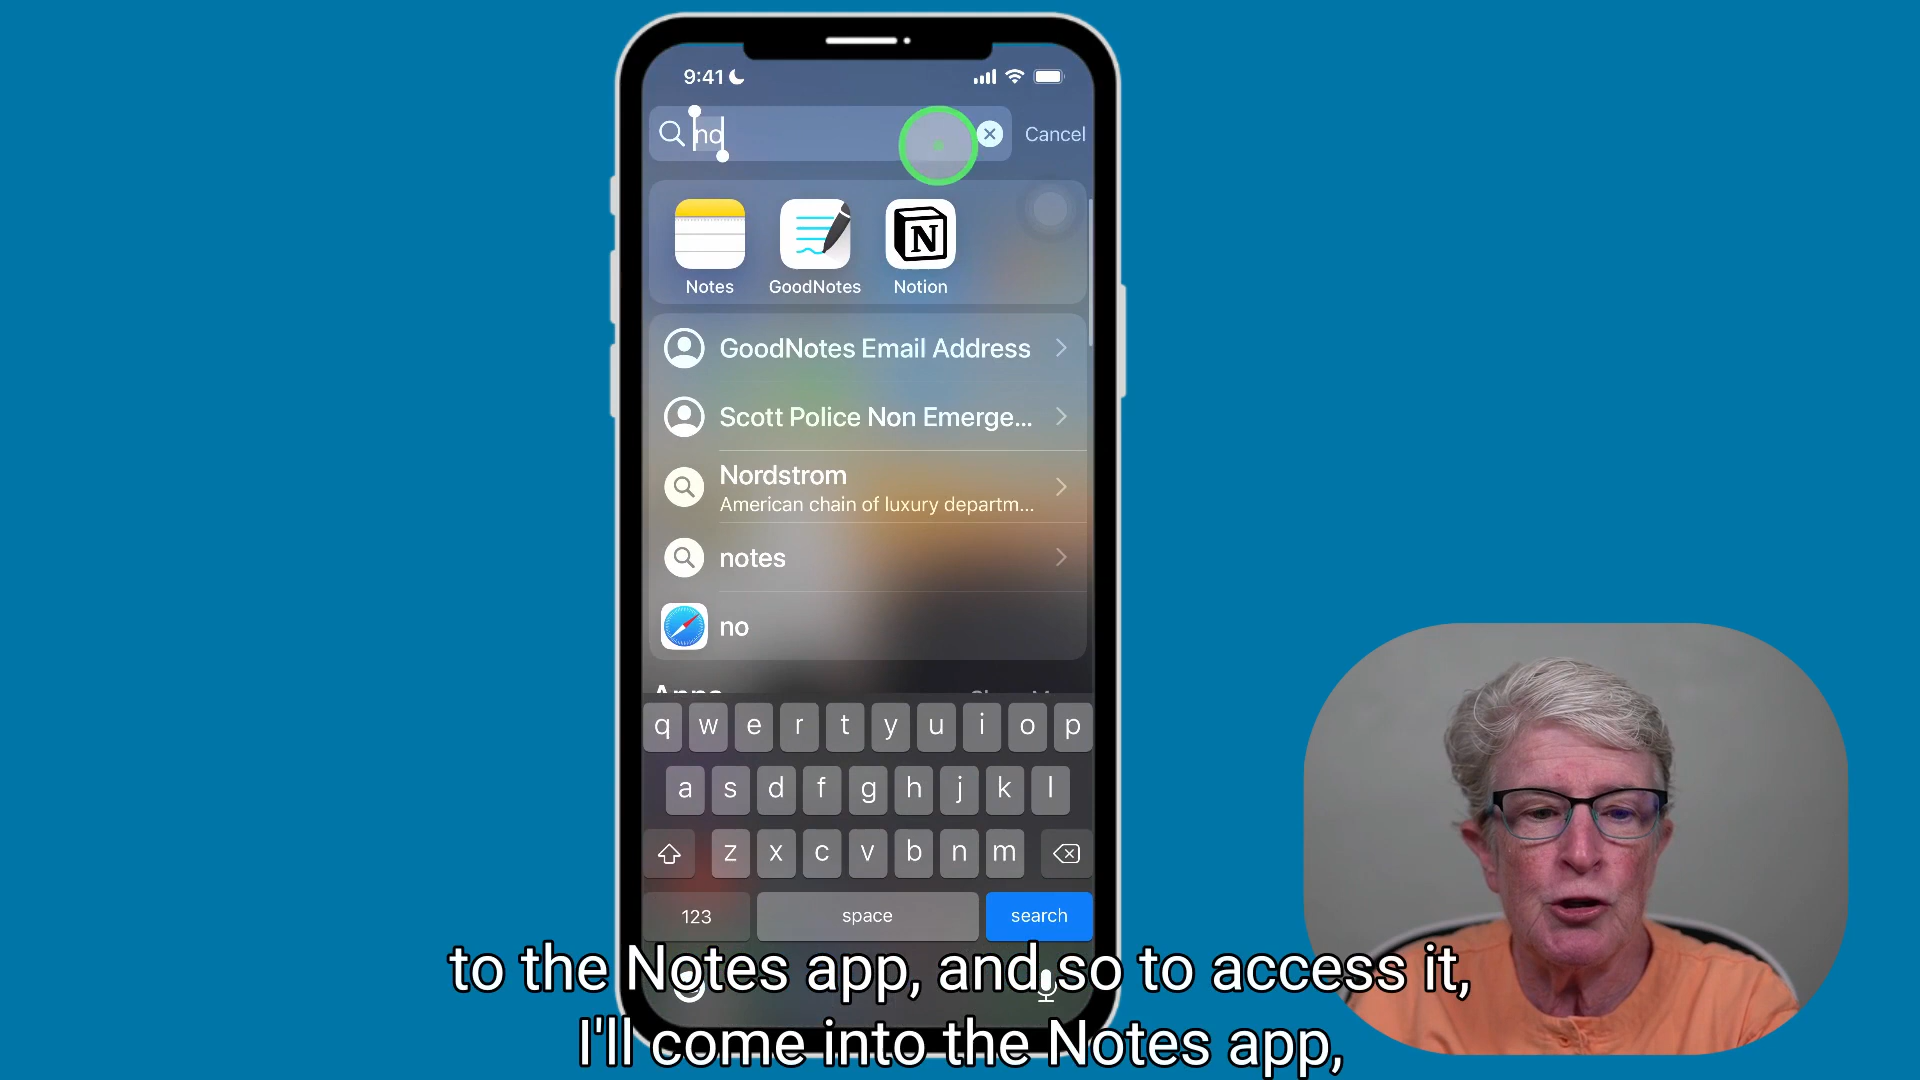 9:41
no
Cancel
N
Notes
GoodNotes
Notion
GoodNotes Email Address
Scott Police Non Emerge...
Nordstrom
American chain of luxury departm...
notes
no
q w e r t y u i o p
a s d f g h j k l
z x c v b n m
123
space
search
to the Notes app, and so to access it,
I'll come into the Notes app,